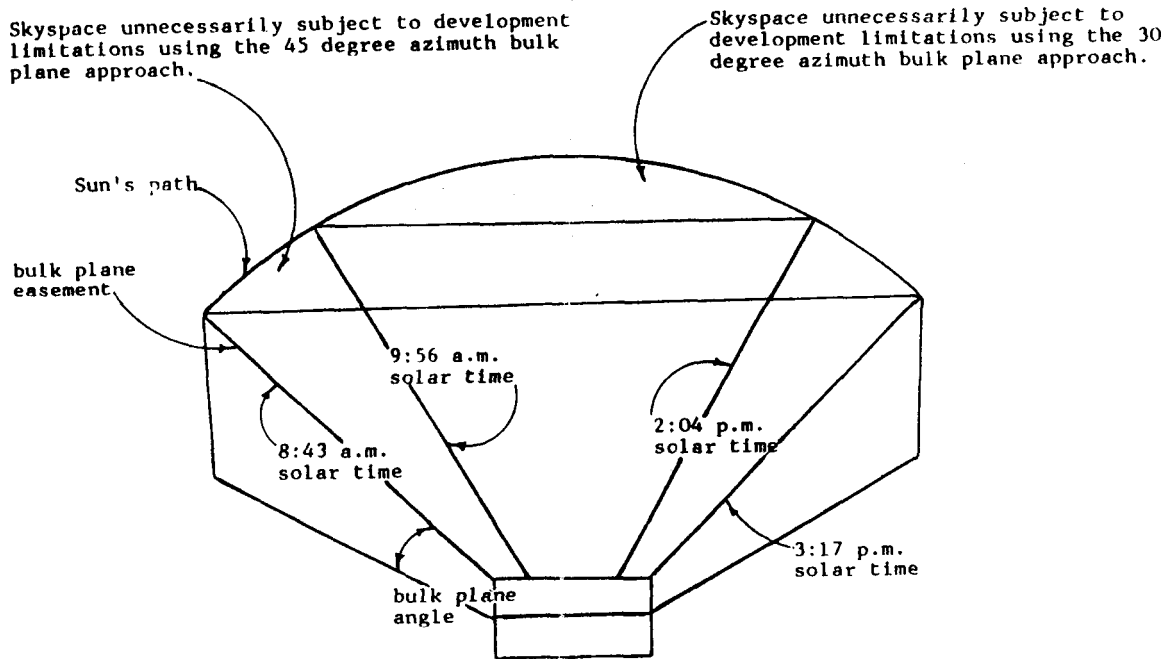 Skyspace unnecessarily subject to development
limitations using the 45 degree azimuth bulk
plane approach.
Skyspace unnecessarily subject to
development limitations using the 30
degree azimuth bulk plane approach.
Sun's path
bulk plane
easement
9:56 a.m.
solar time
2:04 p.m.
solar time
8:43 a.m.
solar time
3:17 p.m.
solar time
bulk plane
angle